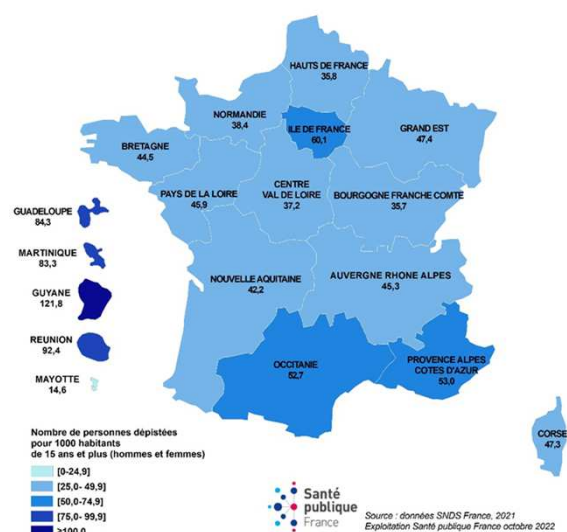 HAUTS DE FRANCE
35,8
NORMANDIE
38,4
ILE DE FRANCE
60,1
GRAND EST
47,4
BRETAGNE
44,5
PAYS DE LA LOIRE
45,9
CENTRE
VAL DE LOIRE
37,2
BOURGOGNE FRANCHE COMTE
35,7
GUADELOUPE
84,3
MARTINIQUE
83,3
GUYANE
121,8
REUNION
92,4
MAYOTTE
14,6
NOUVELLE AQUITAINE
42,2
AUVERGNE RHONE ALPES
45,3
OCCITANIE
52,7
PROVENCE ALPES
COTES D'AZUR
53,0
CORSE
47,3
Nombre de personnes dépistées
pour 1000 habitants
de 15 ans et plus (hommes et femmes)
[0-24,9]
[25,0- 49,9]
[50,0-74,9]
[75,0- 99,9]
≥100,0
Santé
publique
France
Source : données SNDS France, 2021
Exploitation Santé publique France octobre 2022